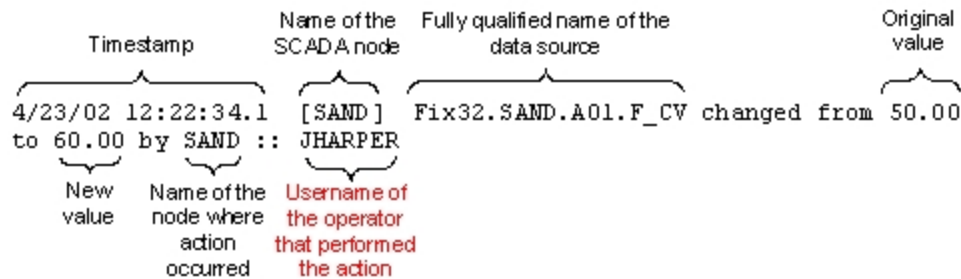 Timestamp
Name of the
SCADA node
Fully qualified name of the
data source
Original
value
4/23/02 12:22:34.1 [SAND] Fix32.SAND.A01.F_CV changed from 50.00
to 60.00 by SAND :: JHARPER
New
value
Name of the
node where
action
occurred
Username of
the operator
that performed
the action